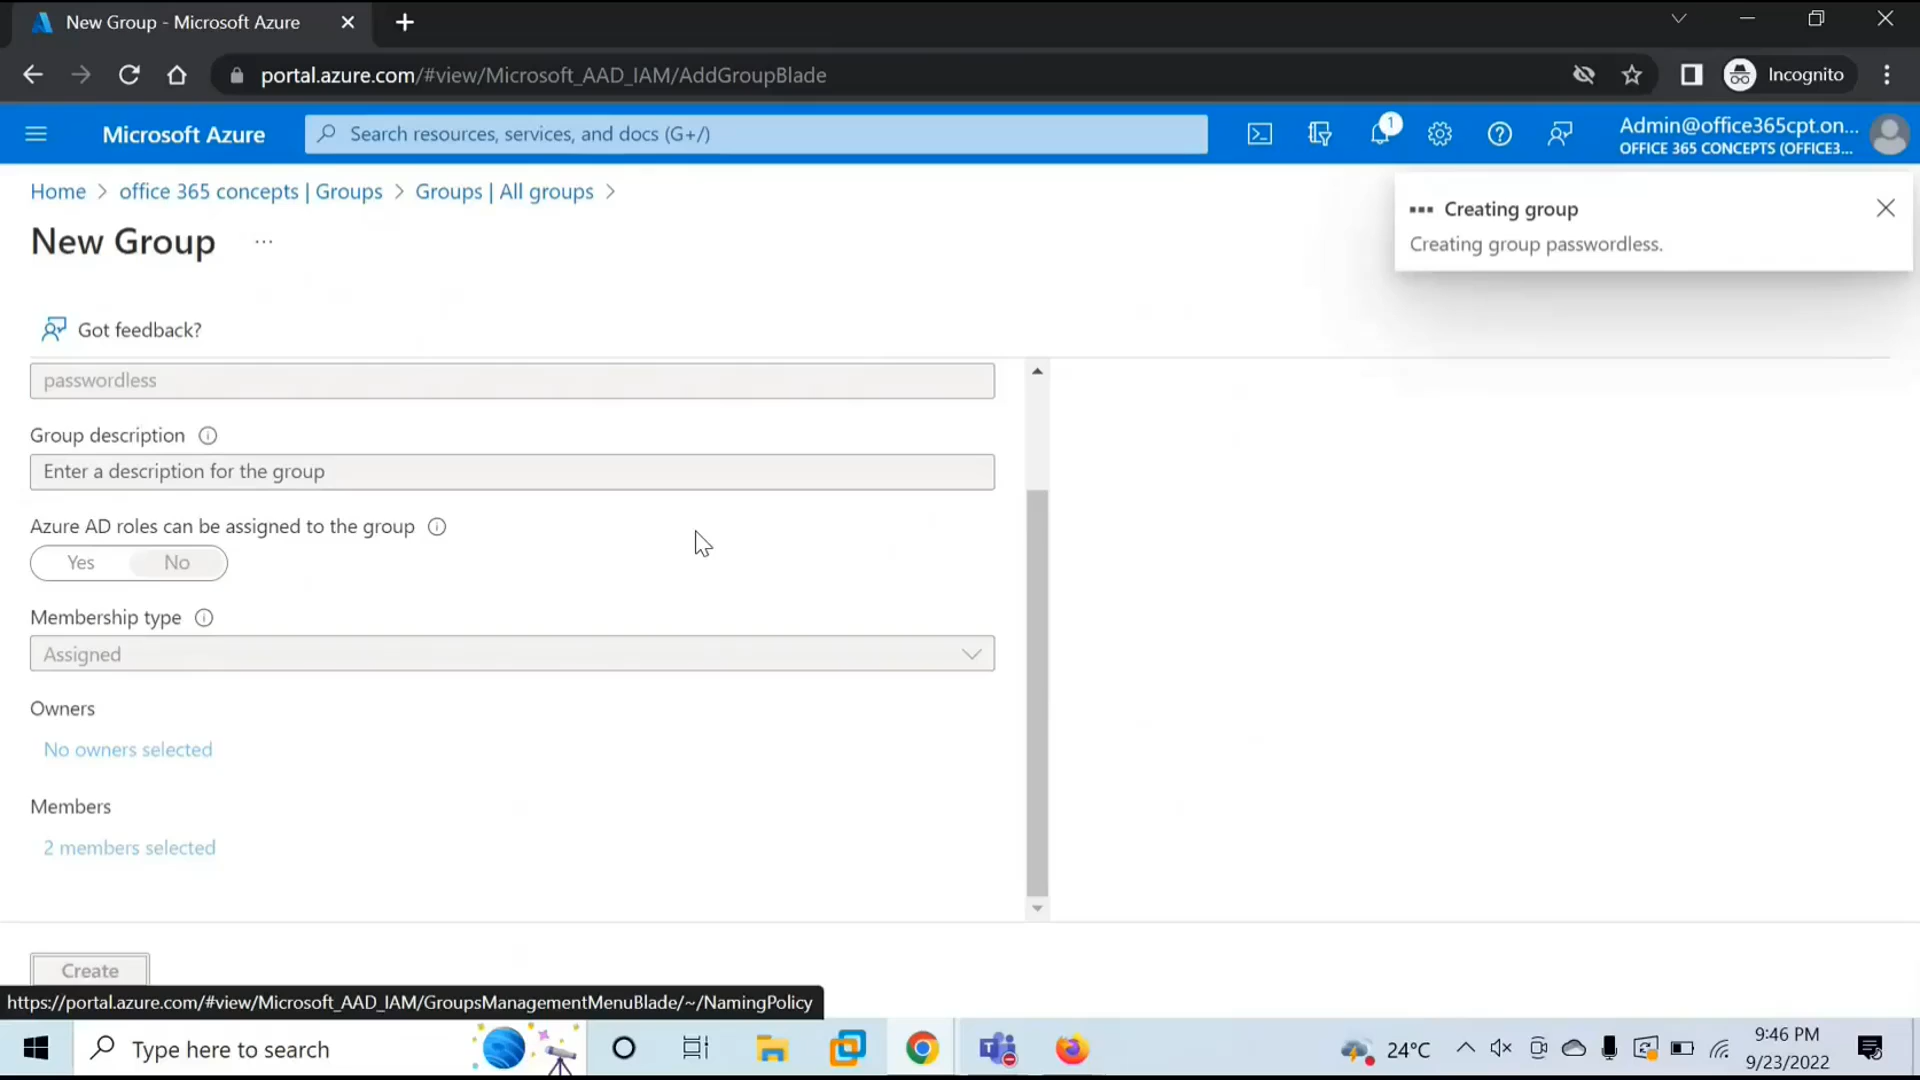 New Group - Microsoft Azure
portal.azure.com/#view/Microsoft_AAD_IAM/AddGroupBlade
Incognito
Microsoft Azure
Search resources, services, and docs (G+/)
1
Admin@office365cpt.on...
OFFICE 365 CONCEPTS (OFFICE3...
Home > office 365 concepts | Groups > Groups | All groups >
New Group ...
Creating group
Creating group passwordless.
Got feedback?
passwordless
Group description
Enter a description for the group
Azure AD roles can be assigned to the group
Yes No
Membership type
Assigned
Owners
No owners selected
Members
2 members selected
Create
https://portal.azure.com/#view/Microsoft_AAD_IAM/GroupsManagementMenuBlade/~/NamingPolicy
Type here to search
24°C
9:46 PM
9/23/2022